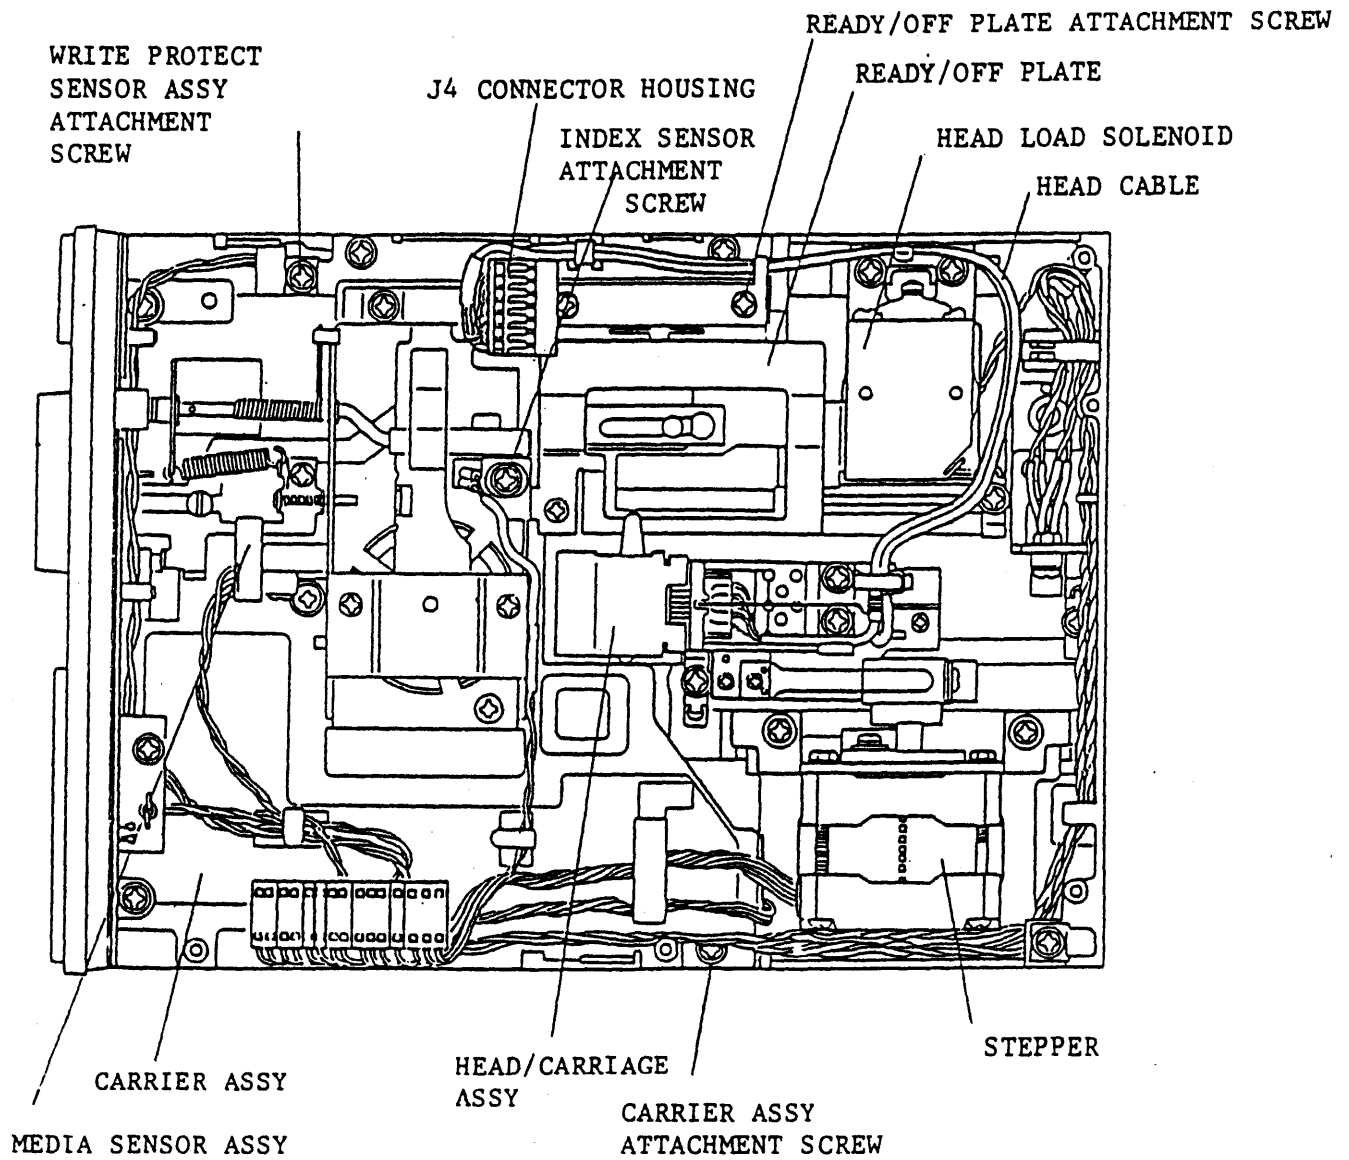 READY/OFF PLATE ATTACHMENT SCREW
WRITE PROTECT
SENSOR ASSY
ATTACHMENT
SCREW
READY/OFF PLATE
J4 CONNECTOR HOUSING
INDEX SENSOR
ATTACHMENT
SCREW
HEAD LOAD SOLENOID
HEAD CABLE
STEPPER
HEAD/CARRIAGE
ASSY
CARRIER ASSY
CARRIER ASSY
ATTACHMENT SCREW
MEDIA SENSOR ASSY